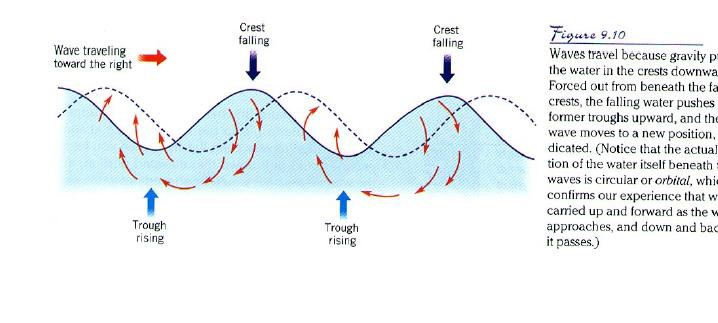 Crest
falling
Crest
falling
Wave traveling
toward the right
Trough
rising
Trough
rising
Figure 9.10
Waves travel because gravity p
the water in the crests downwa
Forced out from beneath the fa
crests, the falling water pushes
former troughs upward, and the
wave moves to a new position,
dicated. (Notice that the actual
tion of the water itself beneath
waves is circular or orbital, whic
confirms our experience that w
carried up and forward as the w
approaches, and down and bac
it passes.)